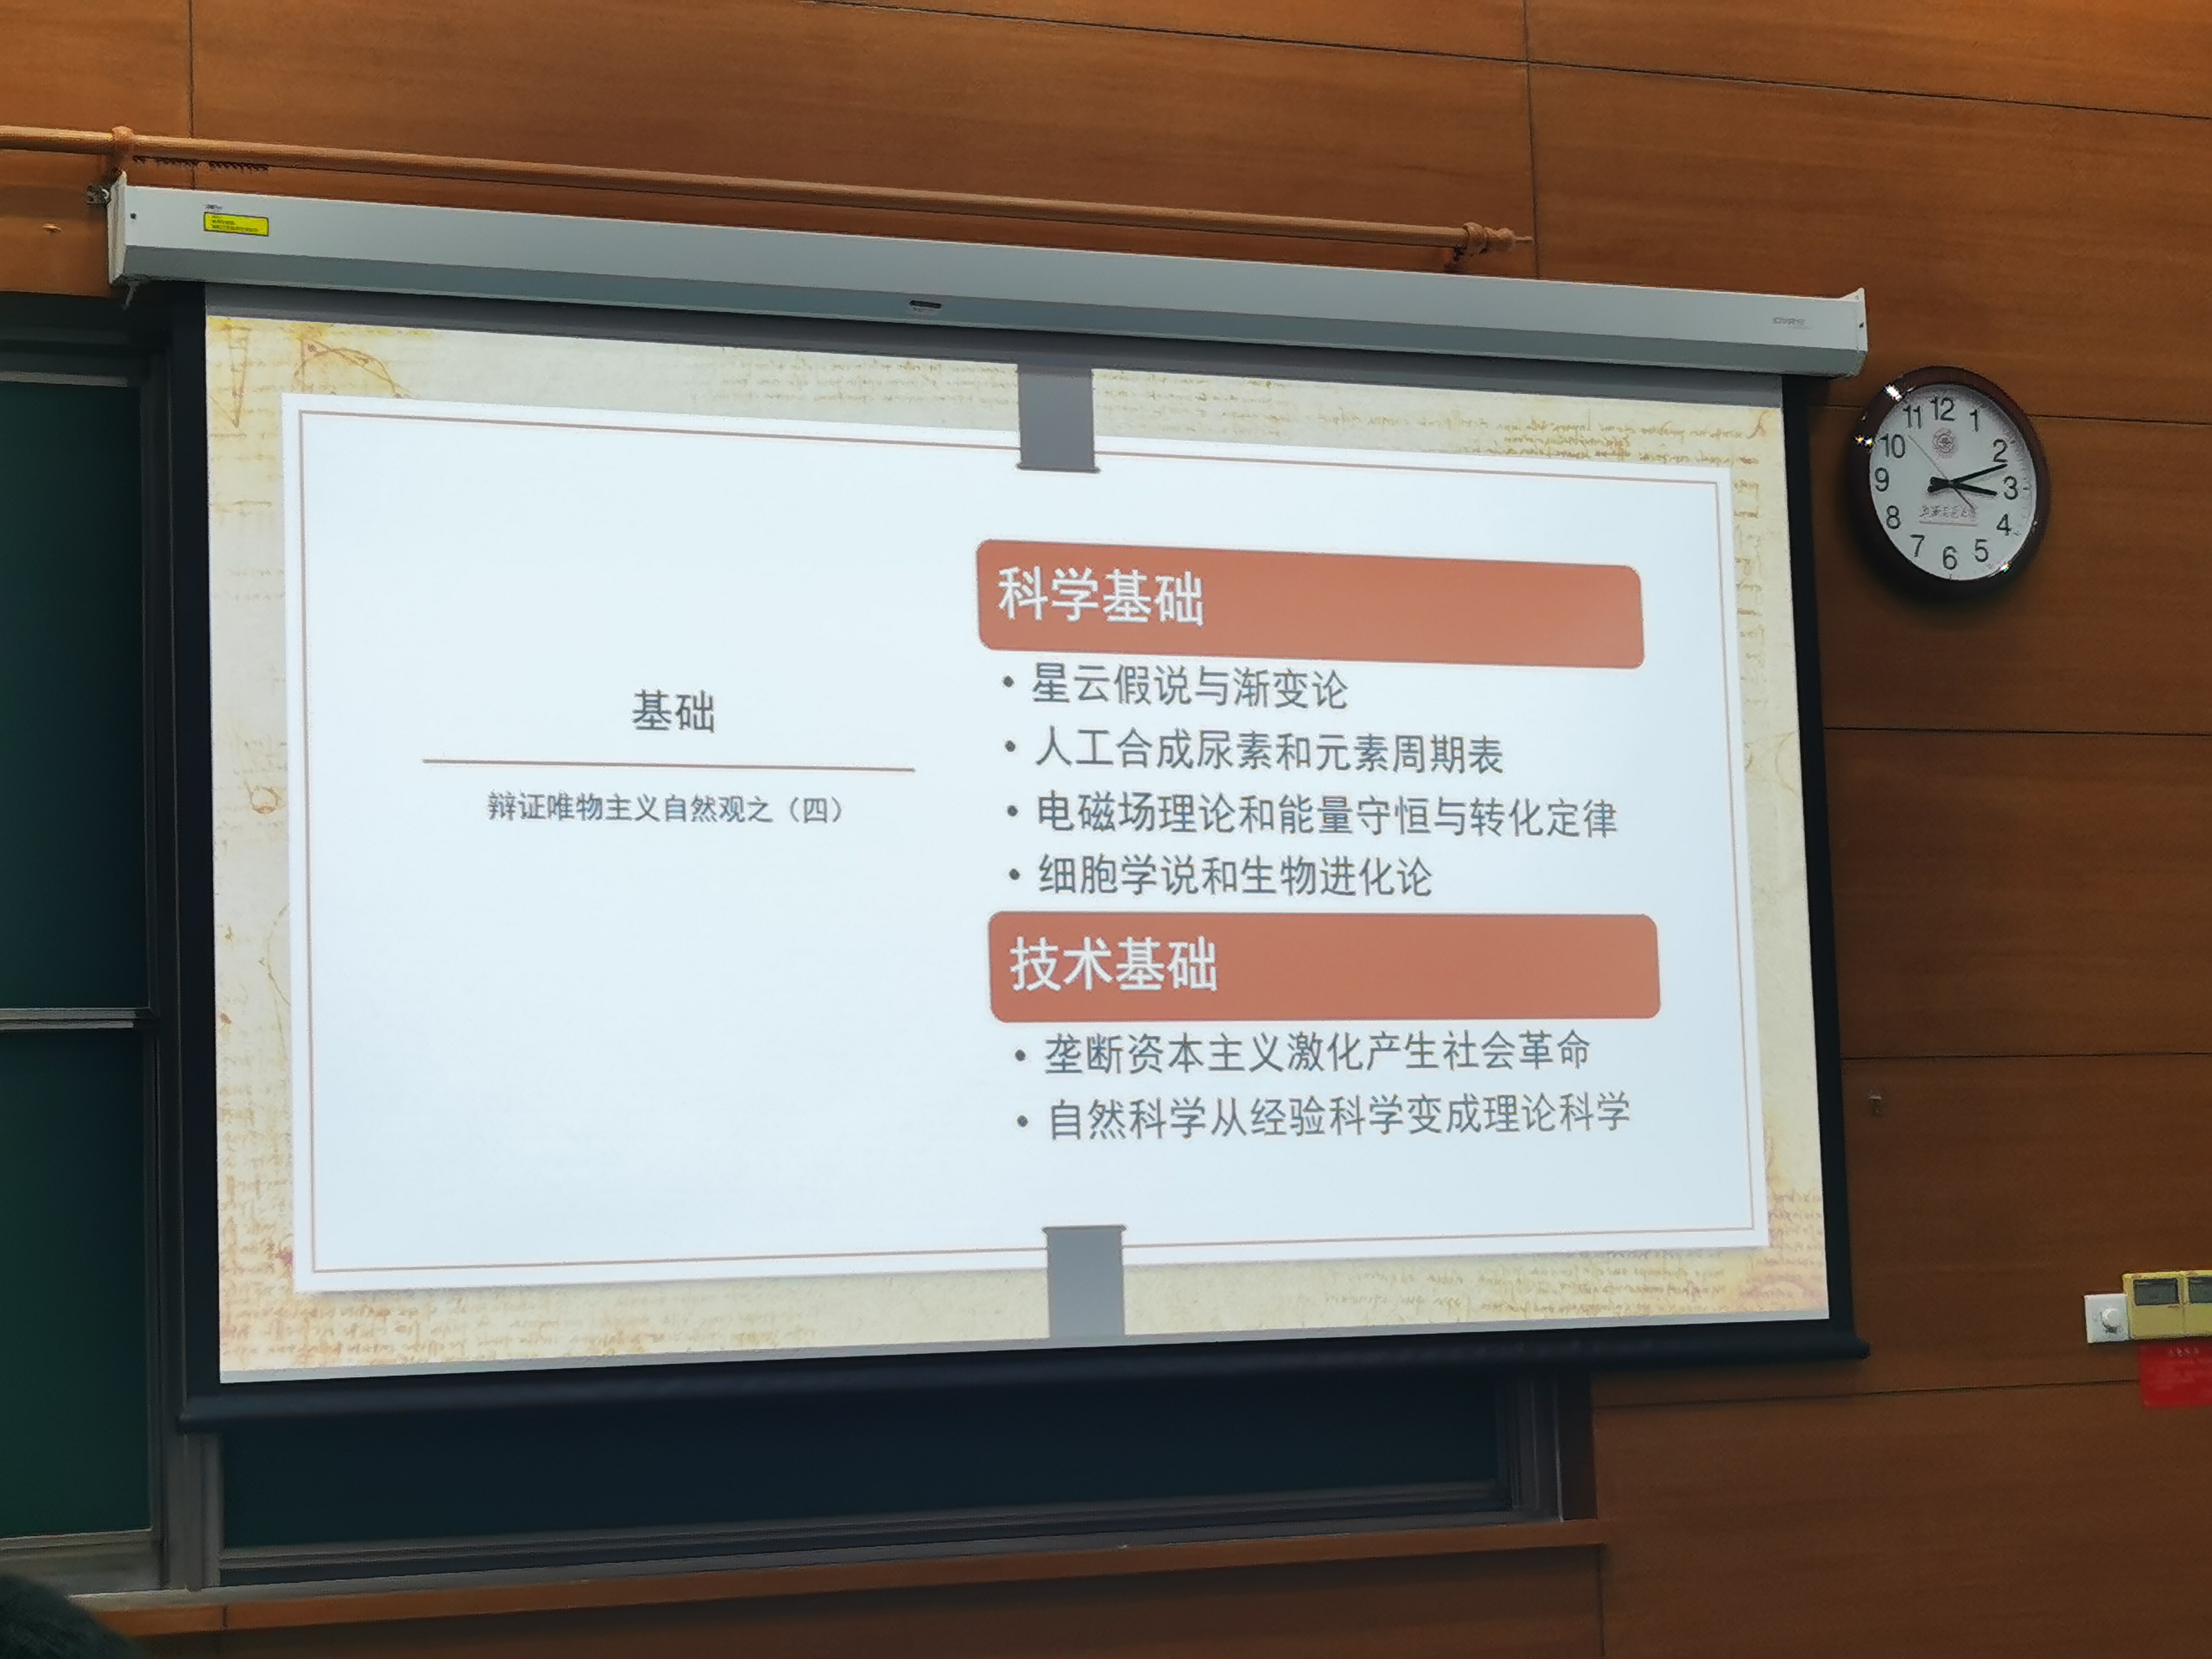 基础
辩证唯物主义自然观之（四）
科学基础
• 星云假说与渐变论
• 人工合成尿素和元素周期表
• 电磁场理论和能量守恒与转化定律
• 细胞学说和生物进化论
技术基础
• 垄断资本主义激化产生社会革命
• 自然科学从经验科学变成理论科学
12
1
2
3
4
5
6
7
8
9
10
11